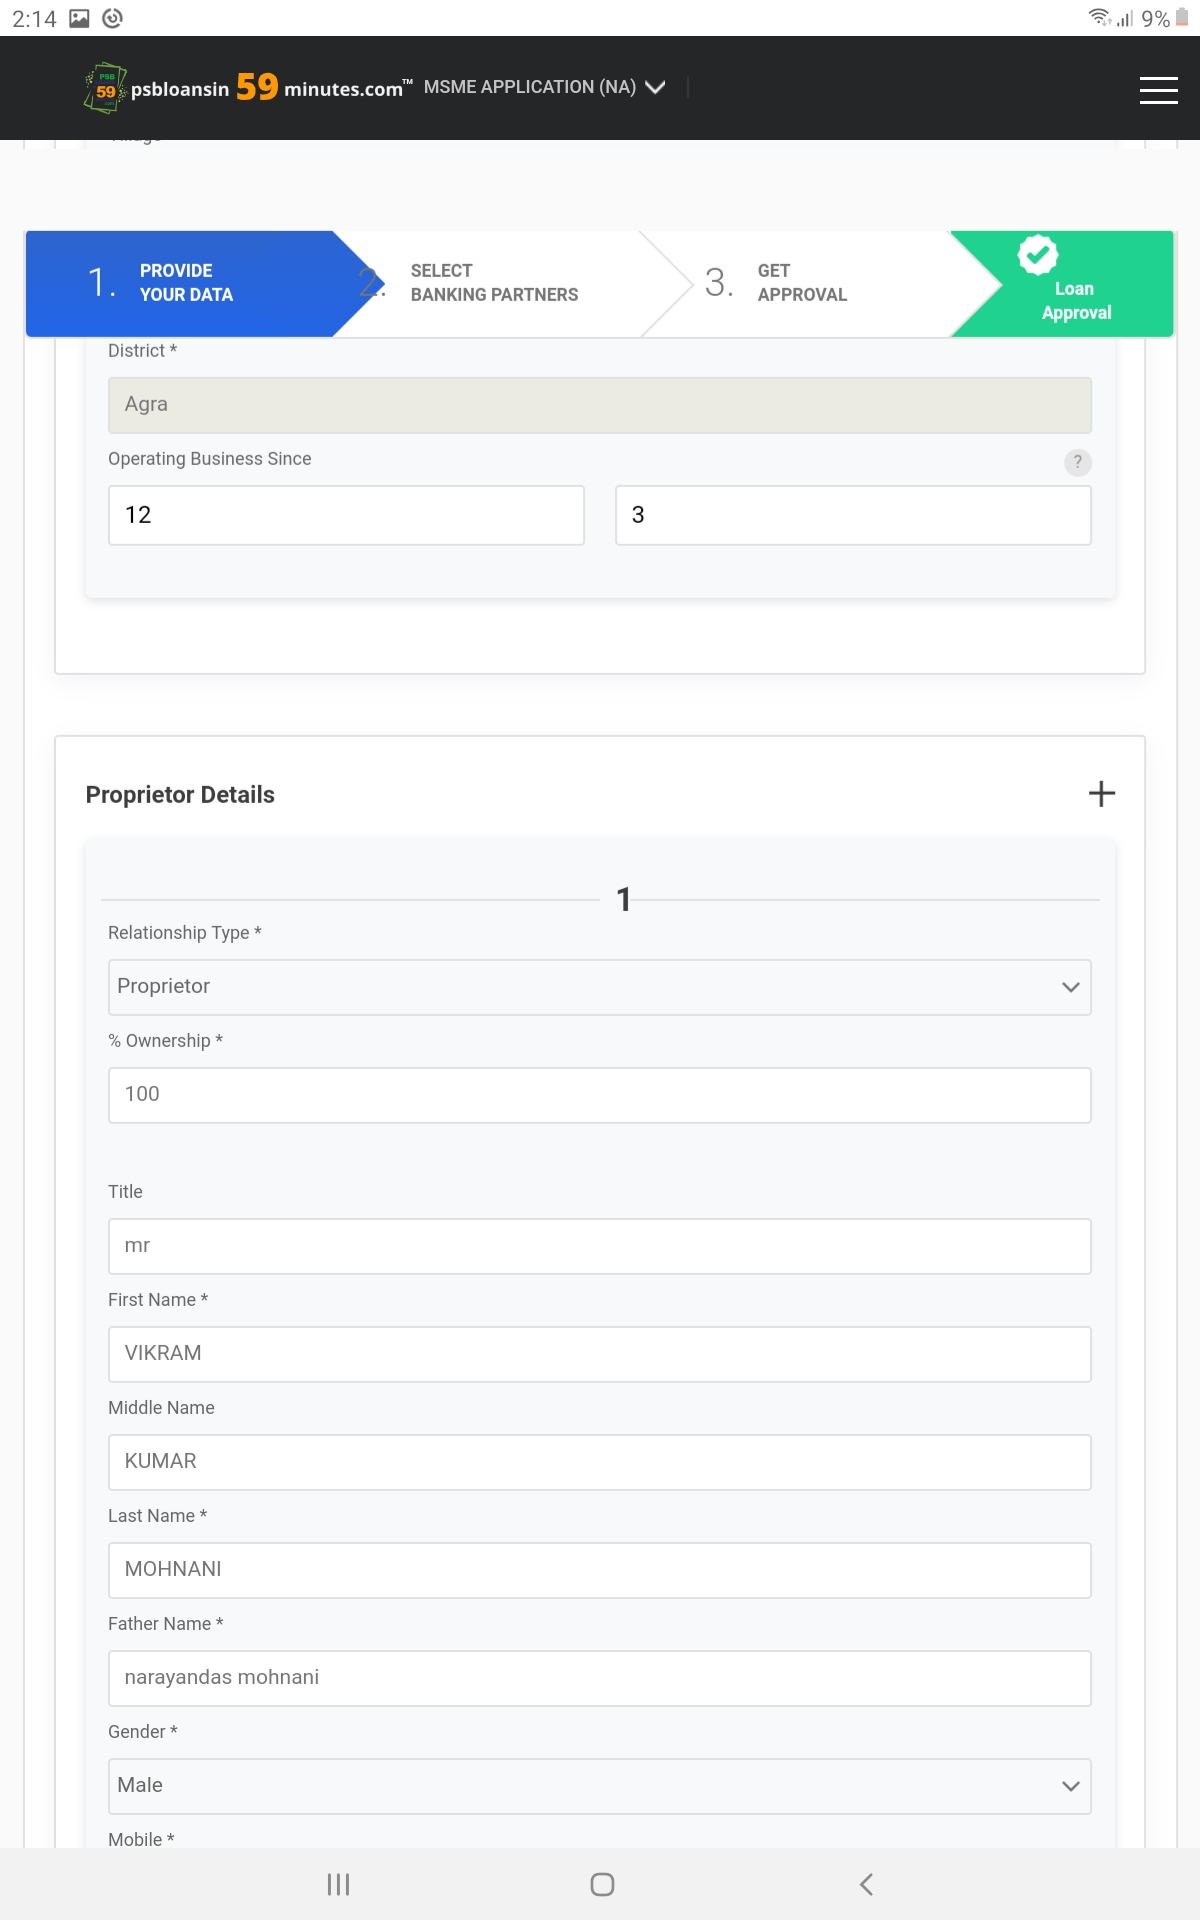 2:14
9%
PSB
59
.com
psbloansin 59 minutes.com™ MSME APPLICATION (NA)
1. PROVIDE
YOUR DATA
2. SELECT
BANKING PARTNERS
3. GET
APPROVAL
Loan
Approval
District *
Agra
Operating Business Since
?
12
3
Proprietor Details
+
1
Relationship Type *
Proprietor
% Ownership *
100
Title
mr
First Name *
VIKRAM
Middle Name
KUMAR
Last Name *
MOHNANI
Father Name *
narayandas mohnani
Gender *
Male
Mobile *